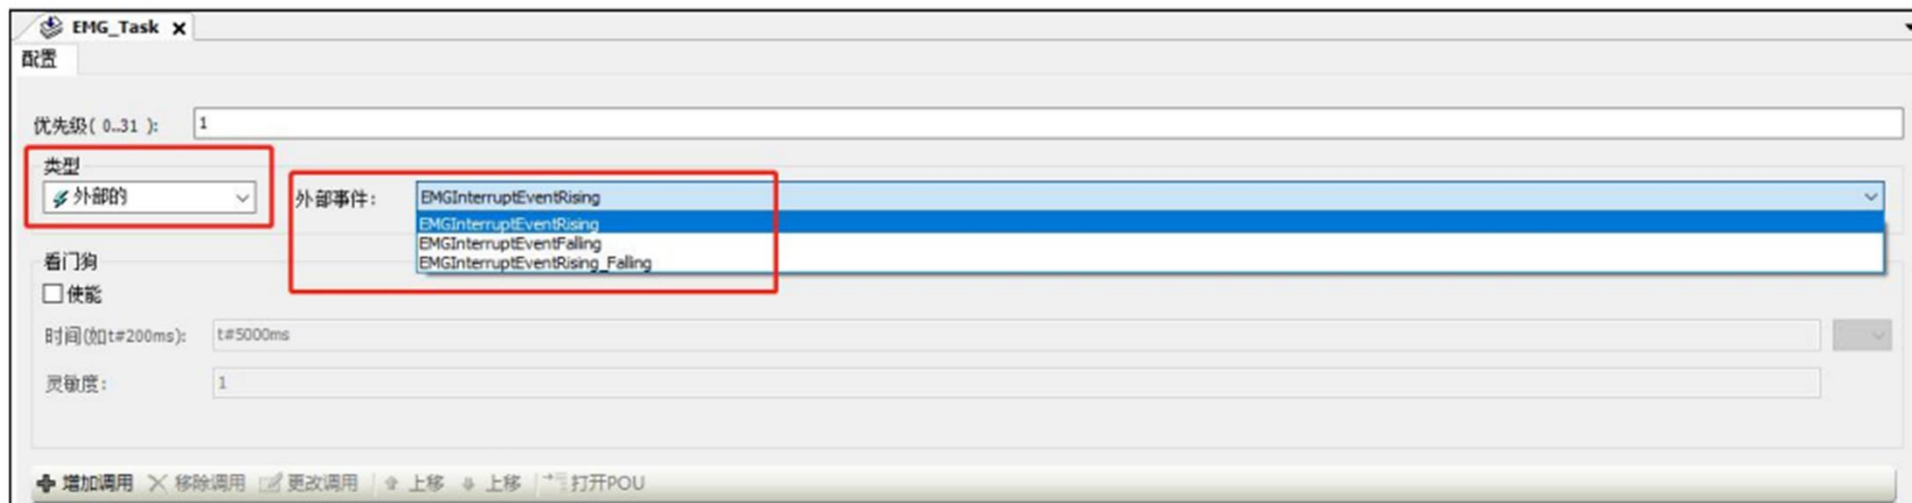 EMG_Task
配置
优先级( 0..31 ): 1
类型
外部的 外部事件: EMGInterruptEventRising
EMGInterruptEventRising
EMGInterruptEventFalling
EMGInterruptEventRising_Falling
看门狗
使能
时间(如t#200ms): t#5000ms
灵敏度: 1
增加调用 移除调用 更改调用 上移 上移 打开POU